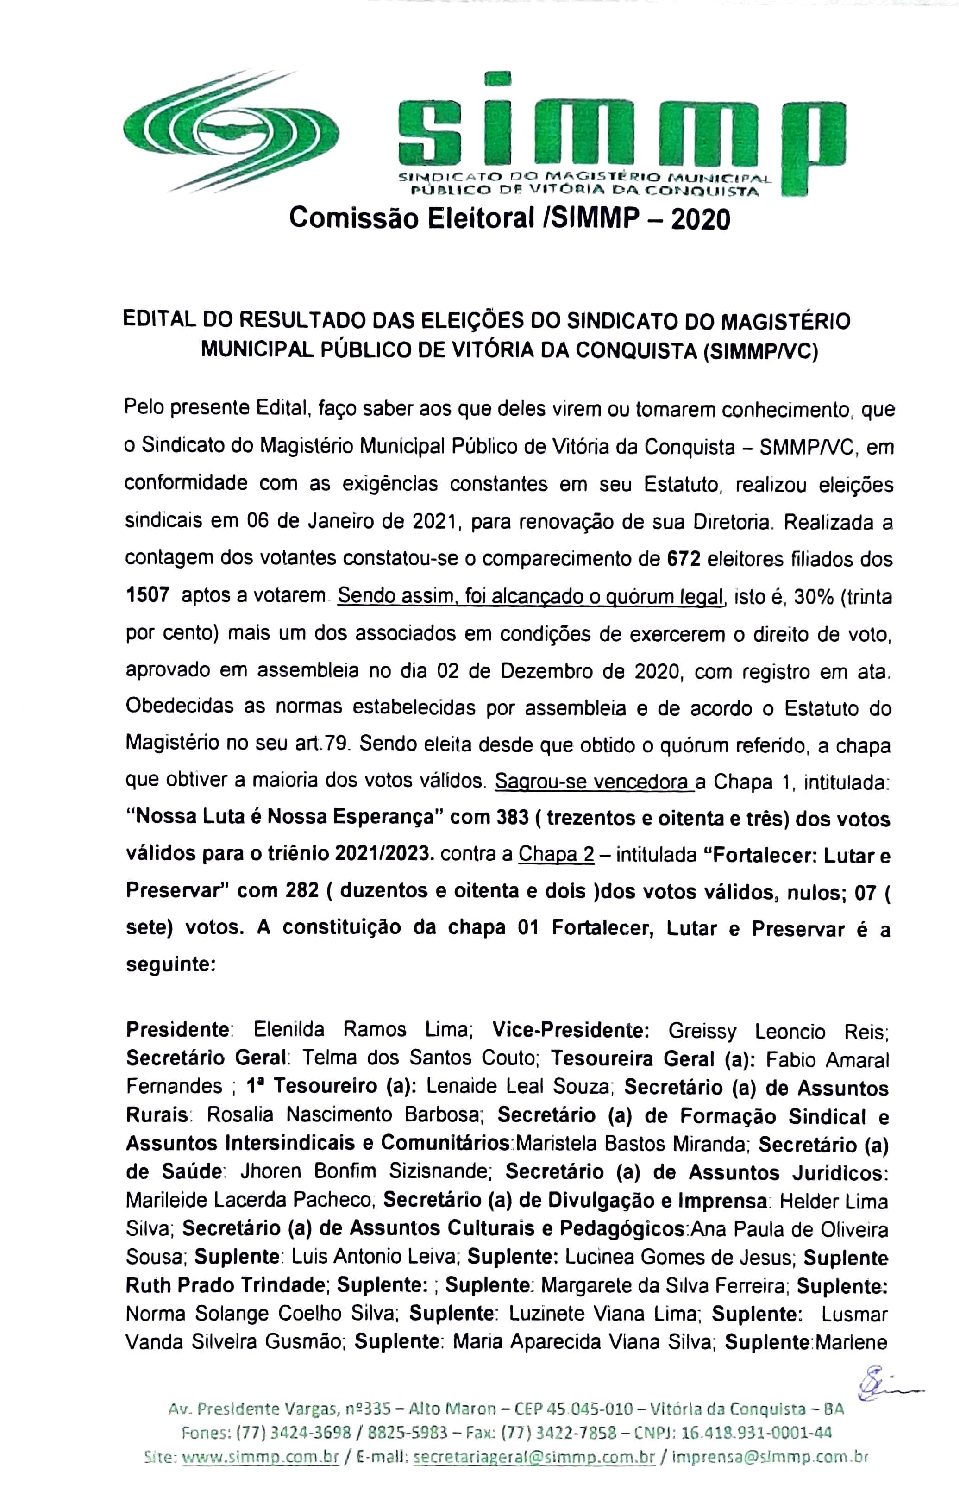 simmp
SINDICATO DO MAGISTÉRIO MUNICIPAL
PÚBLICO DE VITÓRIA DA CONQUISTA
Comissão Eleitoral /SIMMP – 2020
EDITAL DO RESULTADO DAS ELEIÇÕES DO SINDICATO DO MAGISTÉRIO
MUNICIPAL PÚBLICO DE VITÓRIA DA CONQUISTA (SIMMP/VC)
Pelo presente Edital, faço saber aos que deles virem ou tomarem conhecimento, que
o Sindicato do Magistério Municipal Público de Vitória da Conquista – SMMP/VC, em
conformidade com as exigências constantes em seu Estatuto, realizou eleições
sindicais em 06 de Janeiro de 2021, para renovação de sua Diretoria. Realizada a
contagem dos votantes constatou-se o comparecimento de 672 eleitores filiados dos
1507 aptos a votarem. Sendo assim, foi alcançado o quórum legal, isto é, 30% (trinta
por cento) mais um dos associados em condições de exercerem o direito de voto,
aprovado em assembleia no dia 02 de Dezembro de 2020, com registro em ata.
Obedecidas as normas estabelecidas por assembleia e de acordo o Estatuto do
Magistério no seu art.79. Sendo eleita desde que obtido o quórum referido, a chapa
que obtiver a maioria dos votos válidos. Sagrou-se vencedora a Chapa 1, intitulada:
“Nossa Luta é Nossa Esperança” com 383 ( trezentos e oitenta e três) dos votos
válidos para o triênio 2021/2023. contra a Chapa 2 – intitulada “Fortalecer: Lutar e
Preservar” com 282 ( duzentos e oitenta e dois )dos votos válidos, nulos; 07 (
sete) votos. A constituição da chapa 01 Fortalecer, Lutar e Preservar é a
seguinte:
Presidente: Elenilda Ramos Lima; Vice-Presidente: Greissy Leoncio Reis;
Secretário Geral: Telma dos Santos Couto; Tesoureira Geral (a): Fabio Amaral
Fernandes ; 1ª Tesoureiro (a): Lenaide Leal Souza; Secretário (a) de Assuntos
Rurais: Rosalia Nascimento Barbosa; Secretário (a) de Formação Sindical e
Assuntos Intersindicais e Comunitários:Maristela Bastos Miranda; Secretário (a)
de Saúde: Jhoren Bonfim Sizisnande; Secretário (a) de Assuntos Juridicos:
Marileide Lacerda Pacheco, Secretário (a) de Divulgação e Imprensa: Helder Lima
Silva; Secretário (a) de Assuntos Culturais e Pedagógicos:Ana Paula de Oliveira
Sousa; Suplente: Luis Antonio Leiva; Suplente: Lucinea Gomes de Jesus; Suplente
Ruth Prado Trindade; Suplente: ; Suplente: Margarete da Silva Ferreira; Suplente:
Norma Solange Coelho Silva; Suplente: Luzinete Viana Lima; Suplente: Lusmar
Vanda Silveira Gusmão; Suplente: Maria Aparecida Viana Silva; Suplente:Marlene
Av. Presidente Vargas, nº335 – Alto Maron – CEP 45.045-010 – Vitória da Conquista – BA
Fones: (77) 3424-3698 / 8825-5983 – Fax: (77) 3422-7858 – CNPJ: 16.418.931-0001-44
Site: www.simmp.com.br / E-mail: secretariageral@simmp.com.br / imprensa@simmp.com.br